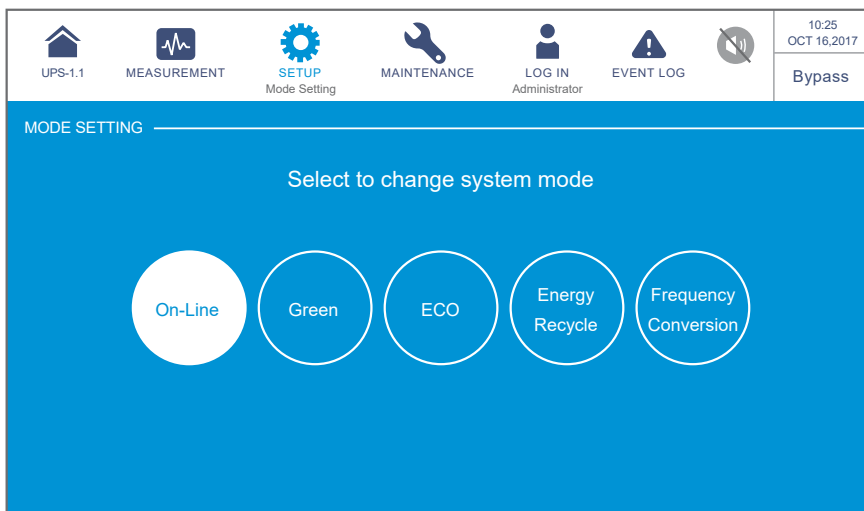 UPS-1.1
MEASUREMENT
SETUP
Mode Setting
MAINTENANCE
LOG IN
Administrator
EVENT LOG
10:25
OCT 16,2017
Bypass
MODE SETTING
Select to change system mode
On-Line
Green
ECO
Energy
Recycle
Frequency
Conversion